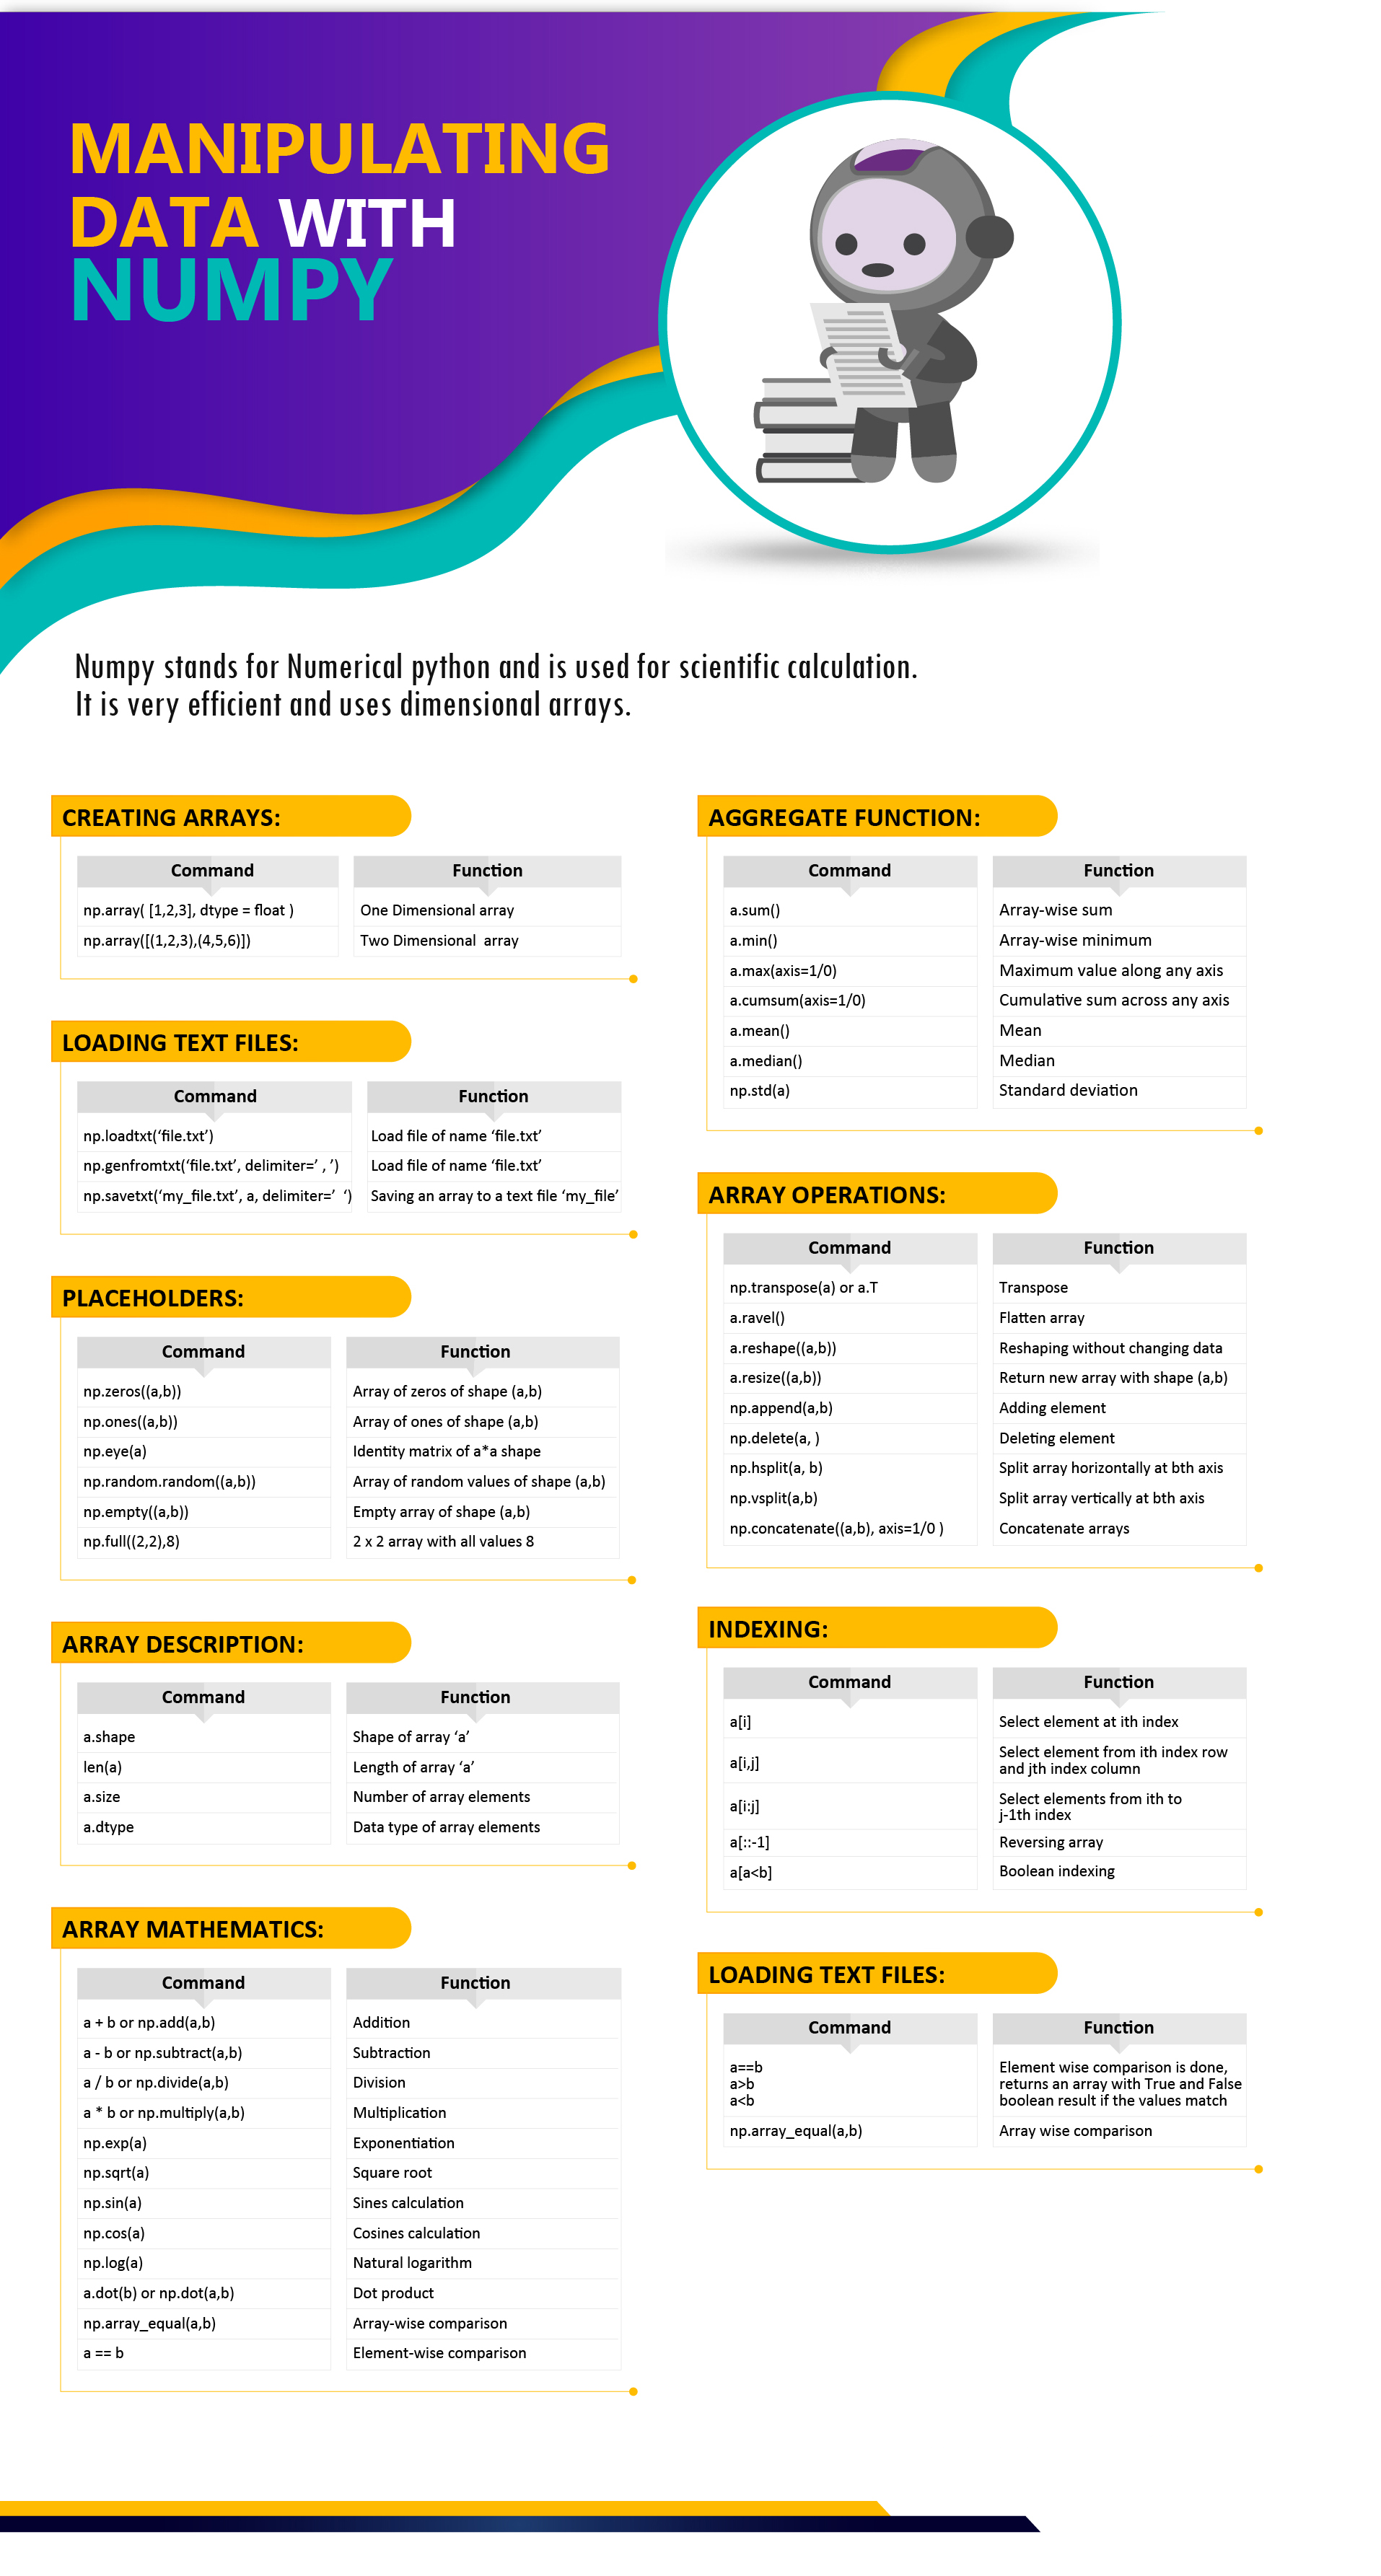 MANIPULATING
DATA WITH
NUMPY
Numpy stands for Numerical python and is used for scientific calculation.
It is very efficient and uses dimensional arrays.
CREATING ARRAYS:
Command Function
np.array( [1,2,3], dtype = float ) One Dimensional array
np.array([(1,2,3),(4,5,6)]) Two Dimensional array
LOADING TEXT FILES:
Command Function
np.loadtxt(‘file.txt’) Load file of name ‘file.txt’
np.genfromtxt(‘file.txt’, delimiter=’ , ’) Load file of name ‘file.txt’
np.savetxt(‘my_file.txt’, a, delimiter=’ ‘) Saving an array to a text file ‘my_file’
PLACEHOLDERS:
Command Function
np.zeros((a,b)) Array of zeros of shape (a,b)
np.ones((a,b)) Array of ones of shape (a,b)
np.eye(a) Identity matrix of a*a shape
np.random.random((a,b)) Array of random values of shape (a,b)
np.empty((a,b)) Empty array of shape (a,b)
np.full((2,2),8) 2 x 2 array with all values 8
ARRAY DESCRIPTION:
Command Function
a.shape Shape of array ‘a’
len(a) Length of array ‘a’
a.size Number of array elements
a.dtype Data type of array elements
ARRAY MATHEMATICS:
Command Function
a + b or np.add(a,b) Addition
a - b or np.subtract(a,b) Subtraction
a / b or np.divide(a,b) Division
a * b or np.multiply(a,b) Multiplication
np.exp(a) Exponentiation
np.sqrt(a) Square root
np.sin(a) Sines calculation
np.cos(a) Cosines calculation
np.log(a) Natural logarithm
a.dot(b) or np.dot(a,b) Dot product
np.array_equal(a,b) Array-wise comparison
a == b Element-wise comparison
AGGREGATE FUNCTION:
Command Function
a.sum() Array-wise sum
a.min() Array-wise minimum
a.max(axis=1/0) Maximum value along any axis
a.cumsum(axis=1/0) Cumulative sum across any axis
a.mean() Mean
a.median() Median
np.std(a) Standard deviation
ARRAY OPERATIONS:
Command Function
np.transpose(a) or a.T Transpose
a.ravel() Flatten array
a.reshape((a,b)) Reshaping without changing data
a.resize((a,b)) Return new array with shape (a,b)
np.append(a,b) Adding element
np.delete(a, ) Deleting element
np.hsplit(a, b) Split array horizontally at bth axis
np.vsplit(a,b) Split array vertically at bth axis
np.concatenate((a,b), axis=1/0 ) Concatenate arrays
INDEXING:
Command Function
a[i] Select element at ith index
a[i,j] Select element from ith index row
and jth index column
a[i:j] Select elements from ith to
j-1th index
a[::-1] Reversing array
a[a<b] Boolean indexing
LOADING TEXT FILES:
Command Function
a==b Element wise comparison is done,
a>b returns an array with True and False
a<b boolean result if the values match
np.array_equal(a,b) Array wise comparison